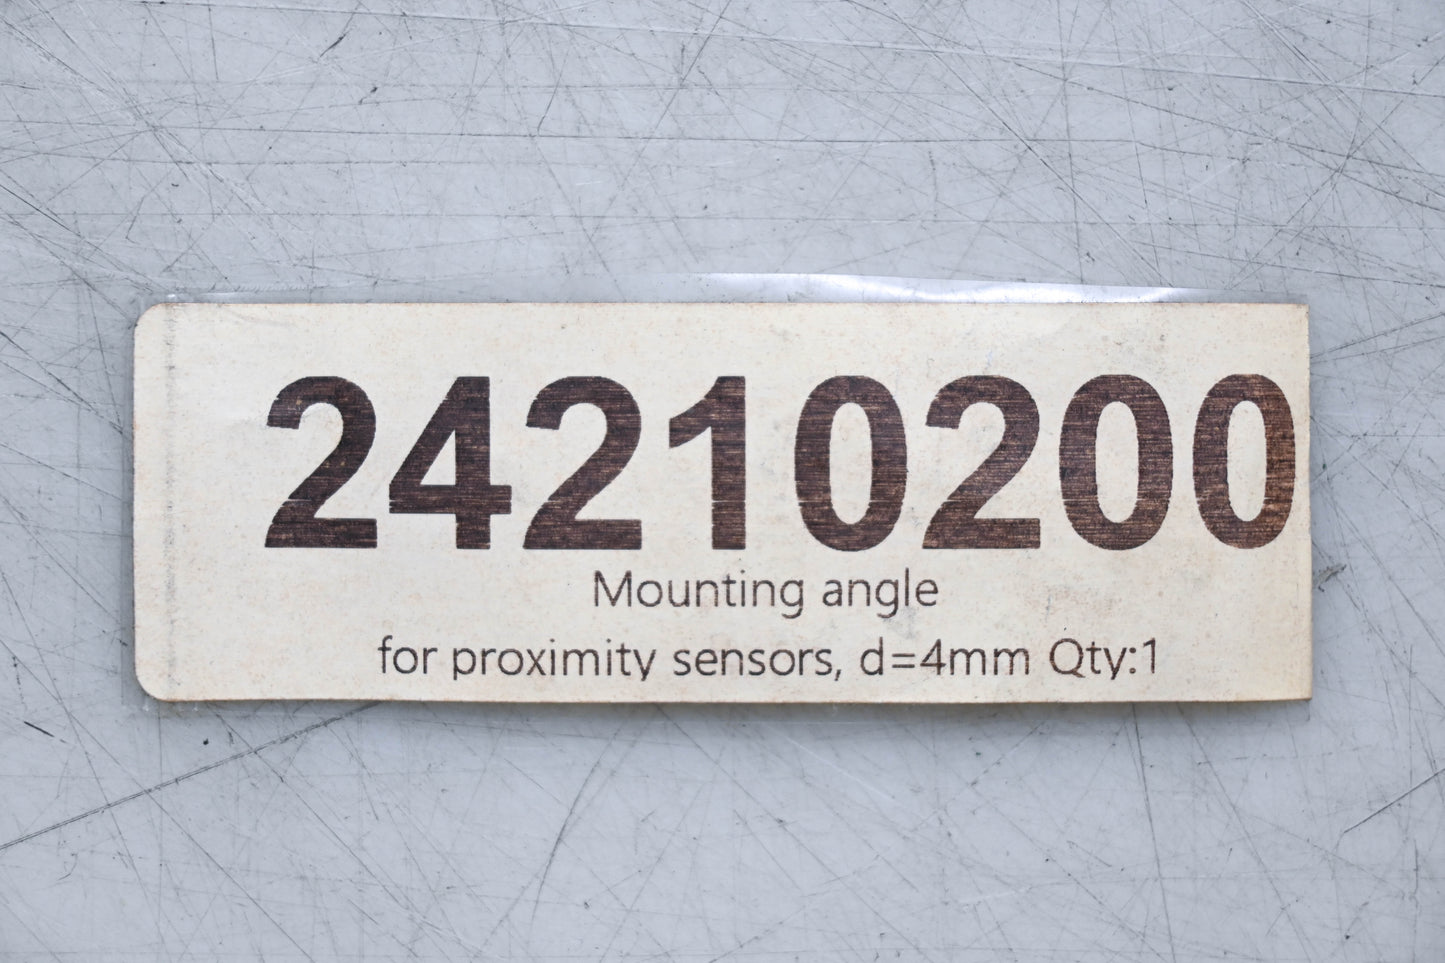 24210200
Mounting angle
for proximity sensors, d=4mm Qty:1